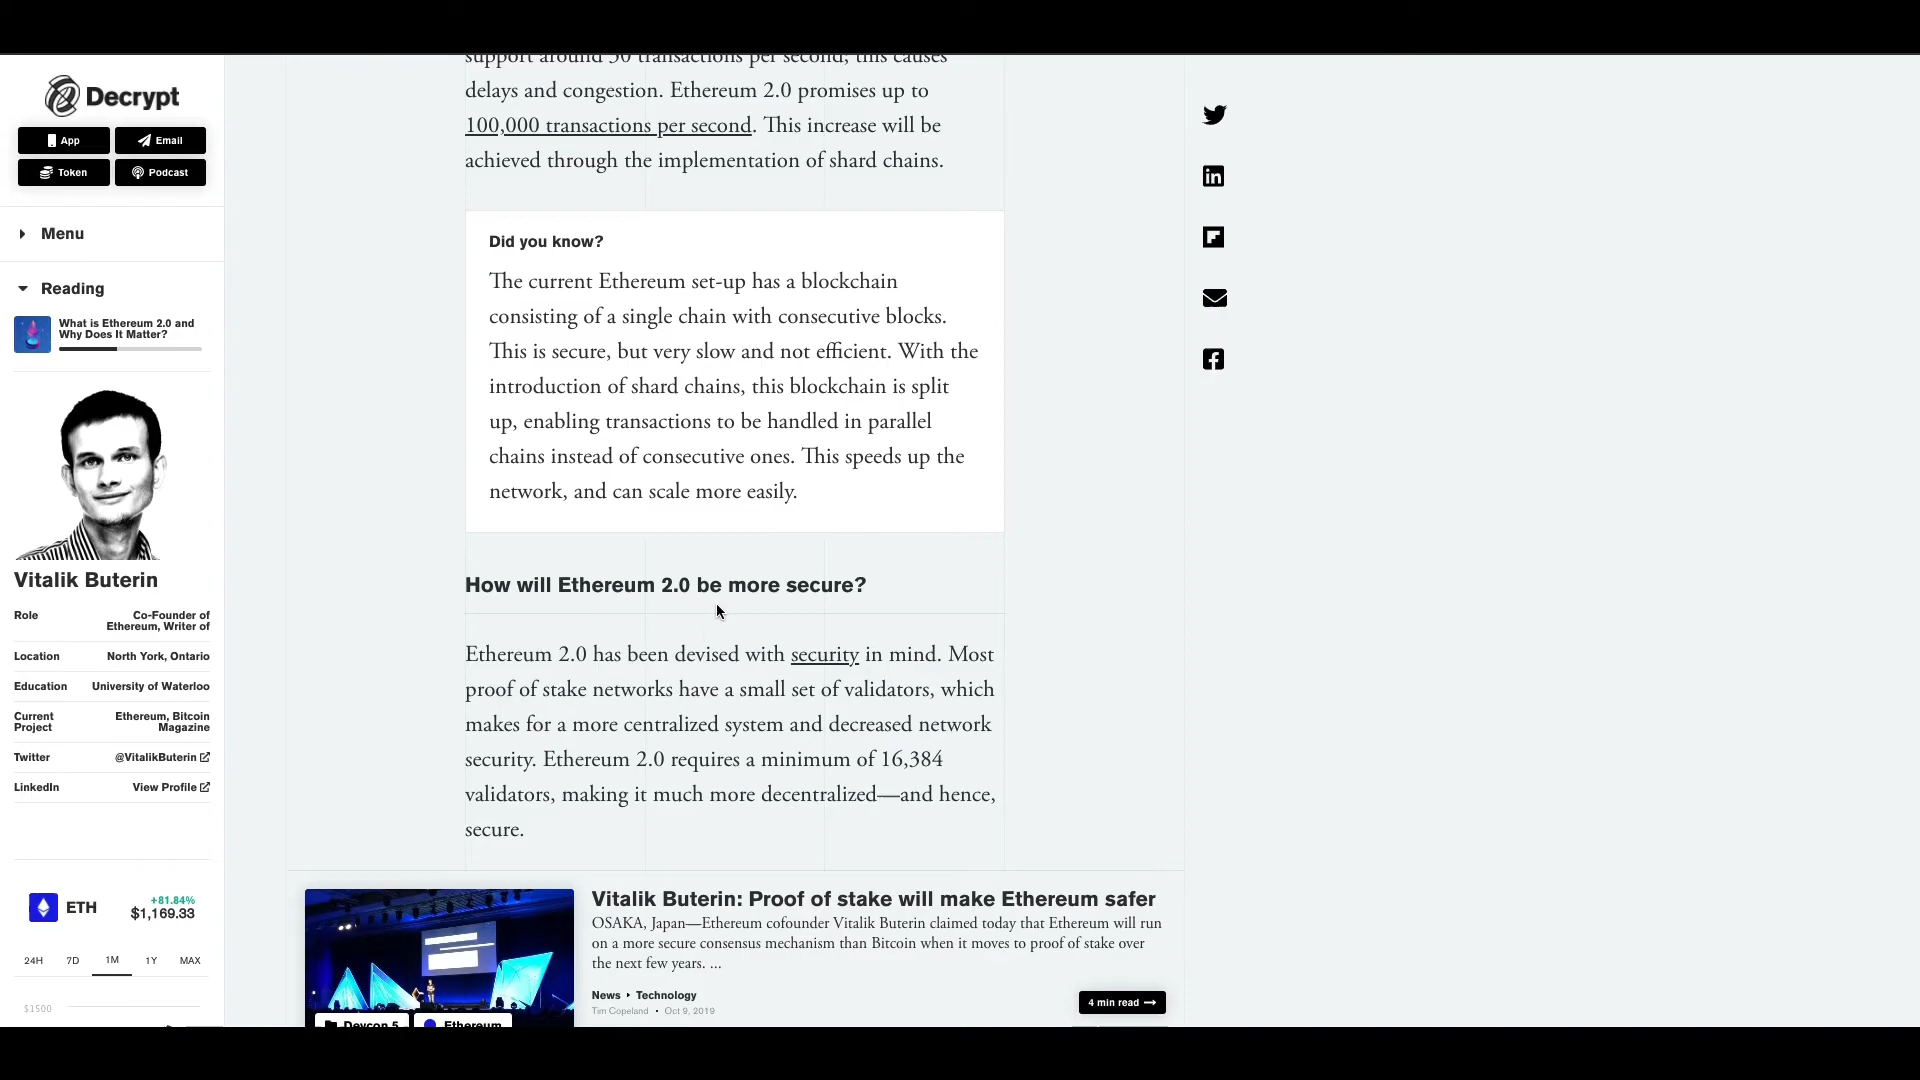 Decrypt
App
Email
Token
Podcast
Menu
Reading
What is Ethereum 2.0 and
Why Does It Matter?
Vitalik Buterin
Role
Co-Founder of
Ethereum, Writer of
Location
North York, Ontario
Education
University of Waterloo
Current
Project
Ethereum, Bitcoin
Magazine
Twitter
@VitalikButerin
LinkedIn
View Profile
ETH
+81.84%
$1,169.33
24H 7D 1M 1Y MAX
$1500
support around 30 transactions per second; this causes
delays and congestion. Ethereum 2.0 promises up to
100,000 transactions per second. This increase will be
achieved through the implementation of shard chains.
Did you know?
The current Ethereum set-up has a blockchain
consisting of a single chain with consecutive blocks.
This is secure, but very slow and not efficient. With the
introduction of shard chains, this blockchain is split
up, enabling transactions to be handled in parallel
chains instead of consecutive ones. This speeds up the
network, and can scale more easily.
How will Ethereum 2.0 be more secure?
Ethereum 2.0 has been devised with security in mind. Most
proof of stake networks have a small set of validators, which
makes for a more centralized system and decreased network
security. Ethereum 2.0 requires a minimum of 16,384
validators, making it much more decentralized—and hence,
secure.
Vitalik Buterin: Proof of stake will make Ethereum safer
OSAKA, Japan—Ethereum cofounder Vitalik Buterin claimed today that Ethereum will run
on a more secure consensus mechanism than Bitcoin when it moves to proof of stake over
the next few years. ...
News • Technology
Tim Copeland • Oct 9, 2019
4 min read
Devcon 5
Ethereum